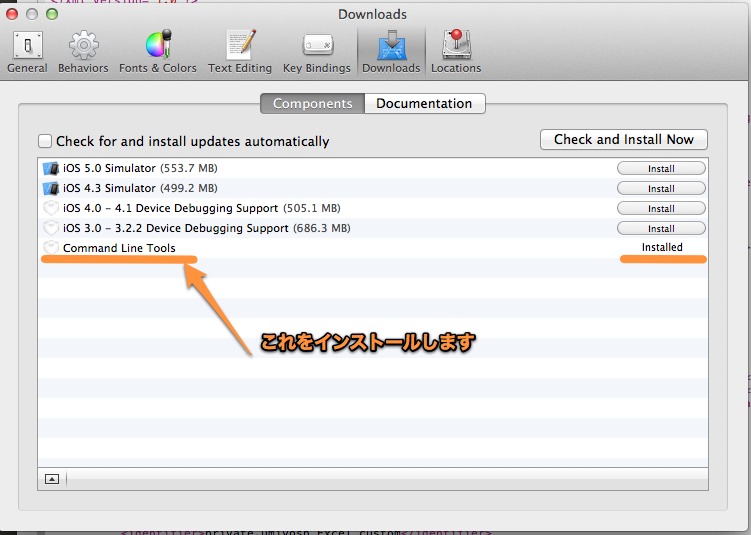 <?xml version="1.0"?>
Downloads
General
Behaviors
Fonts & Colors
Text Editing
Key Bindings
Downloads
Locations
Components
Documentation
Check for and install updates automatically
Check and Install Now
iOS 5.0 Simulator (553.7 MB) Install
iOS 4.3 Simulator (499.2 MB) Install
iOS 4.0 – 4.1 Device Debugging Support (505.1 MB) Install
iOS 3.0 – 3.2.2 Device Debugging Support (686.3 MB) Install
Command Line Tools Installed
これをインストールします